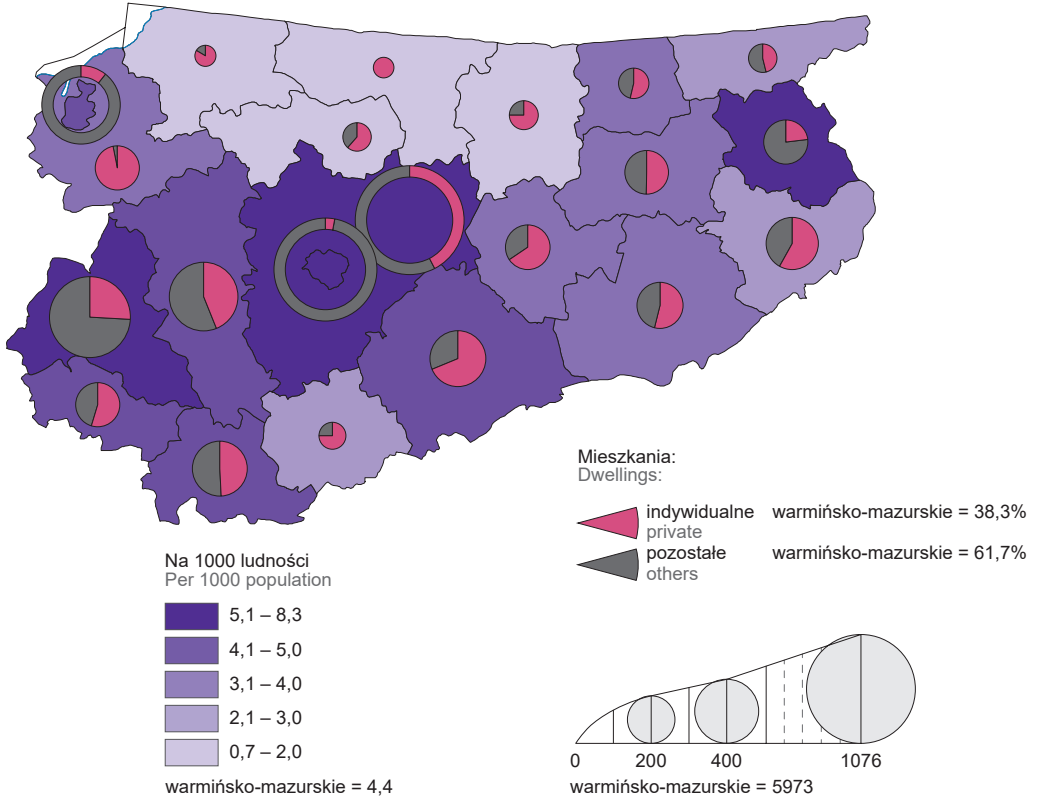 Mieszkania:
Dwellings:
indywidualne warmińsko-mazurskie = 38,3%
private
pozostałe warmińsko-mazurskie = 61,7%
others
Na 1000 ludności
Per 1000 population
5,1 – 8,3
4,1 – 5,0
3,1 – 4,0
2,1 – 3,0
0,7 – 2,0
warmińsko-mazurskie = 4,4
0 200 400 1076
warmińsko-mazurskie = 5973